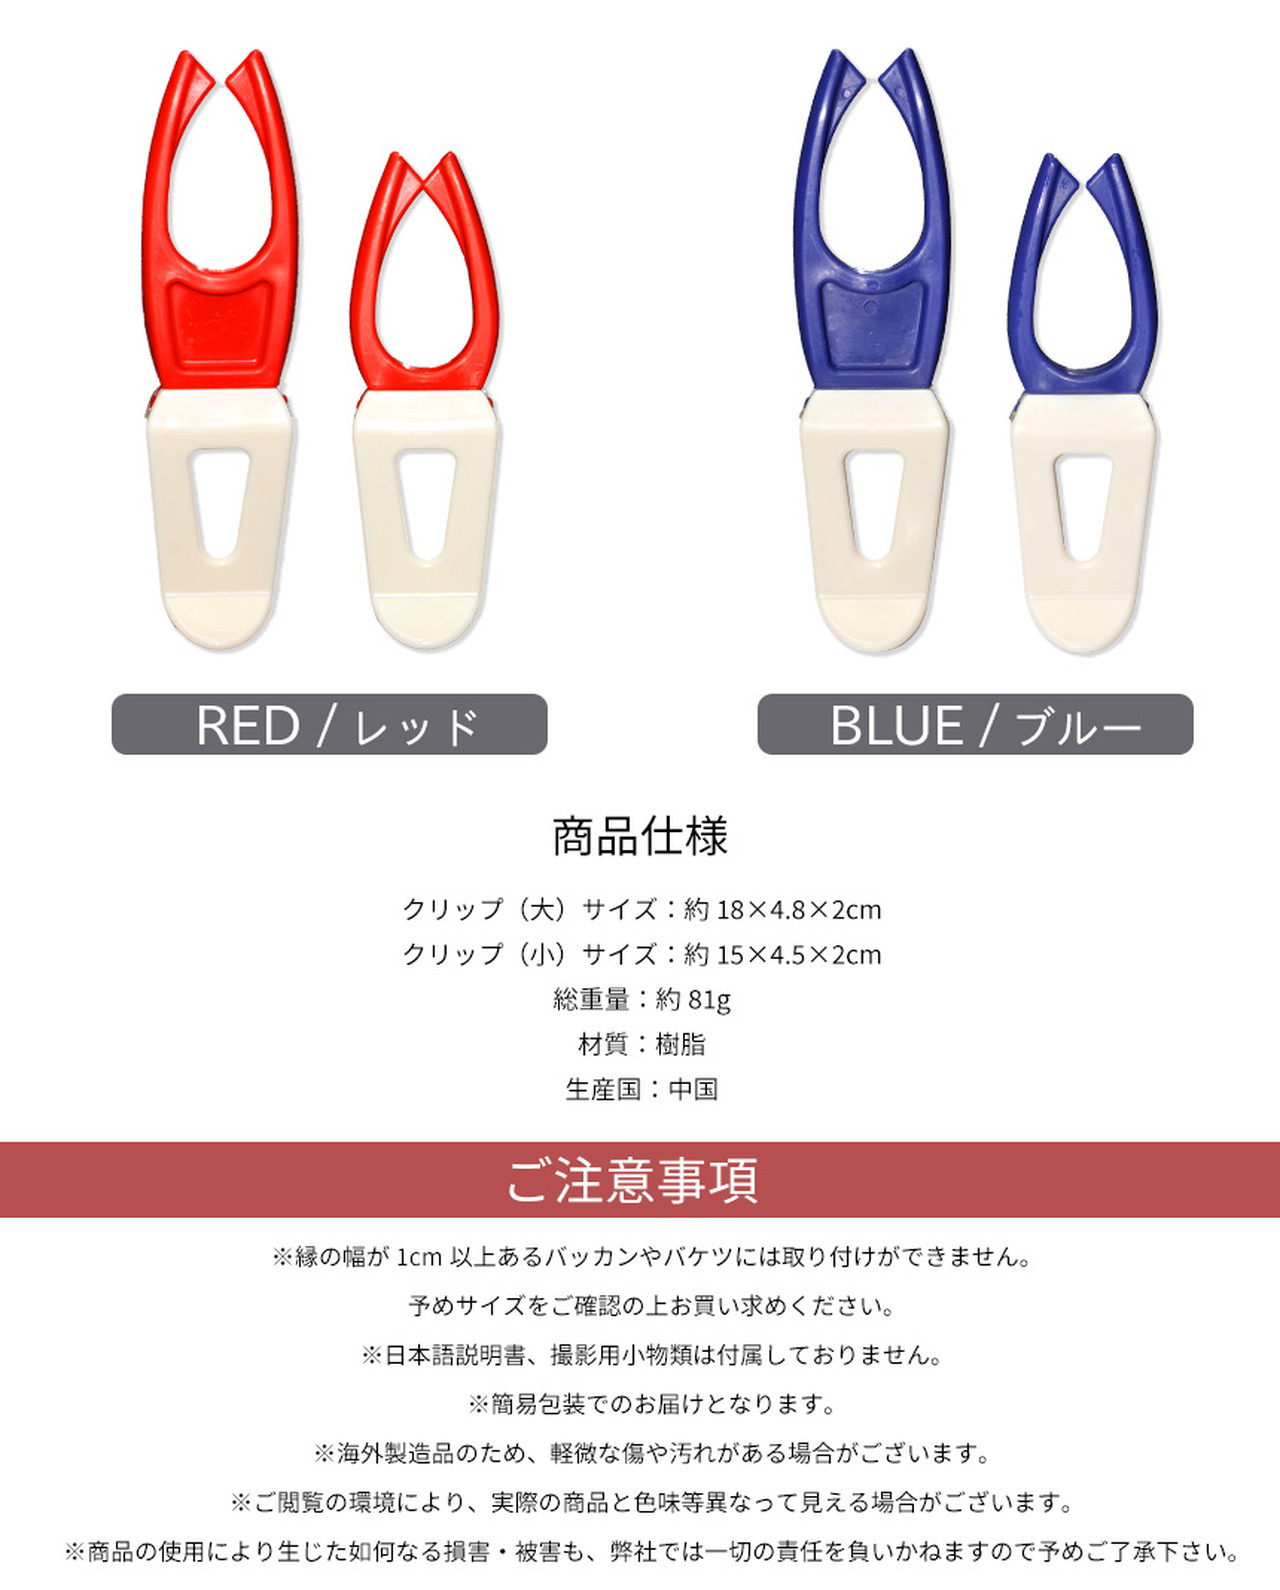 RED / レッド
BLUE / ブルー
商品仕様
クリップ（大）サイズ：約 18×4.8×2cm
クリップ（小）サイズ：約 15×4.5×2cm
総重量：約 81g
材質：樹脂
生産国：中国
ご注意事項
※縁の幅が 1cm 以上あるバッカンやバケツには取り付けができません。
予めサイズをご確認の上お買い求めください。
※日本語説明書、撮影用小物類は付属しておりません。
※簡易包装でのお届けとなります。
※海外製造品のため、軽微な傷や汚れがある場合がございます。
※ご閲覧の環境により、実際の商品と色味等異なって見える場合がございます。
※商品の使用により生じた如何なる損害・被害も、弊社では一切の責任を負いかねますので予めご了承下さい。